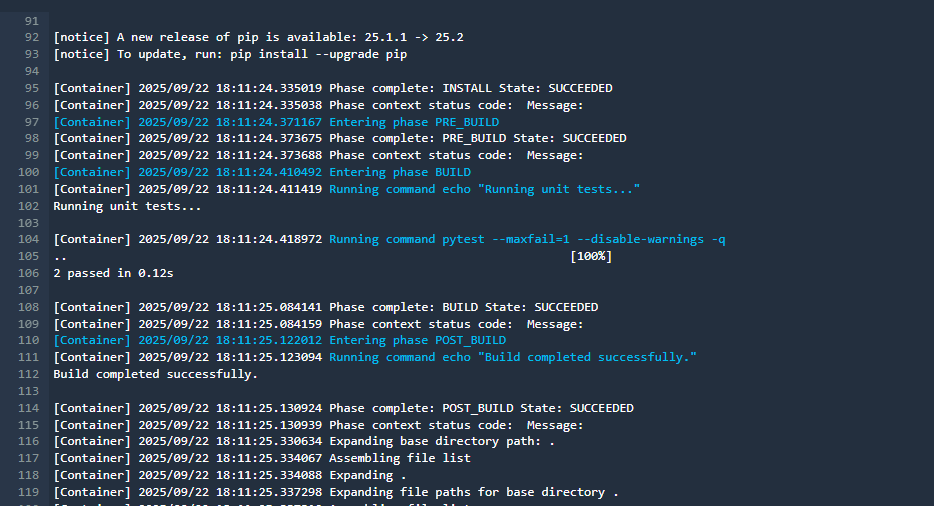 91
92 [notice] A new release of pip is available: 25.1.1 -> 25.2
93 [notice] To update, run: pip install --upgrade pip
94
95 [Container] 2025/09/22 18:11:24.335019 Phase complete: INSTALL State: SUCCEEDED
96 [Container] 2025/09/22 18:11:24.335038 Phase context status code:  Message:
97 [Container] 2025/09/22 18:11:24.371167 Entering phase PRE_BUILD
98 [Container] 2025/09/22 18:11:24.373675 Phase complete: PRE_BUILD State: SUCCEEDED
99 [Container] 2025/09/22 18:11:24.373688 Phase context status code:  Message:
100 [Container] 2025/09/22 18:11:24.410492 Entering phase BUILD
101 [Container] 2025/09/22 18:11:24.411419 Running command echo "Running unit tests..."
102 Running unit tests...
103
104 [Container] 2025/09/22 18:11:24.418972 Running command pytest --maxfail=1 --disable-warnings -q
105 .. [100%]
106 2 passed in 0.12s
107
108 [Container] 2025/09/22 18:11:25.084141 Phase complete: BUILD State: SUCCEEDED
109 [Container] 2025/09/22 18:11:25.084159 Phase context status code:  Message:
110 [Container] 2025/09/22 18:11:25.122012 Entering phase POST_BUILD
111 [Container] 2025/09/22 18:11:25.123094 Running command echo "Build completed successfully."
112 Build completed successfully.
113
114 [Container] 2025/09/22 18:11:25.130924 Phase complete: POST_BUILD State: SUCCEEDED
115 [Container] 2025/09/22 18:11:25.130939 Phase context status code:  Message:
116 [Container] 2025/09/22 18:11:25.330634 Expanding base directory path: .
117 [Container] 2025/09/22 18:11:25.334067 Assembling file list
118 [Container] 2025/09/22 18:11:25.334088 Expanding .
119 [Container] 2025/09/22 18:11:25.337298 Expanding file paths for base directory .